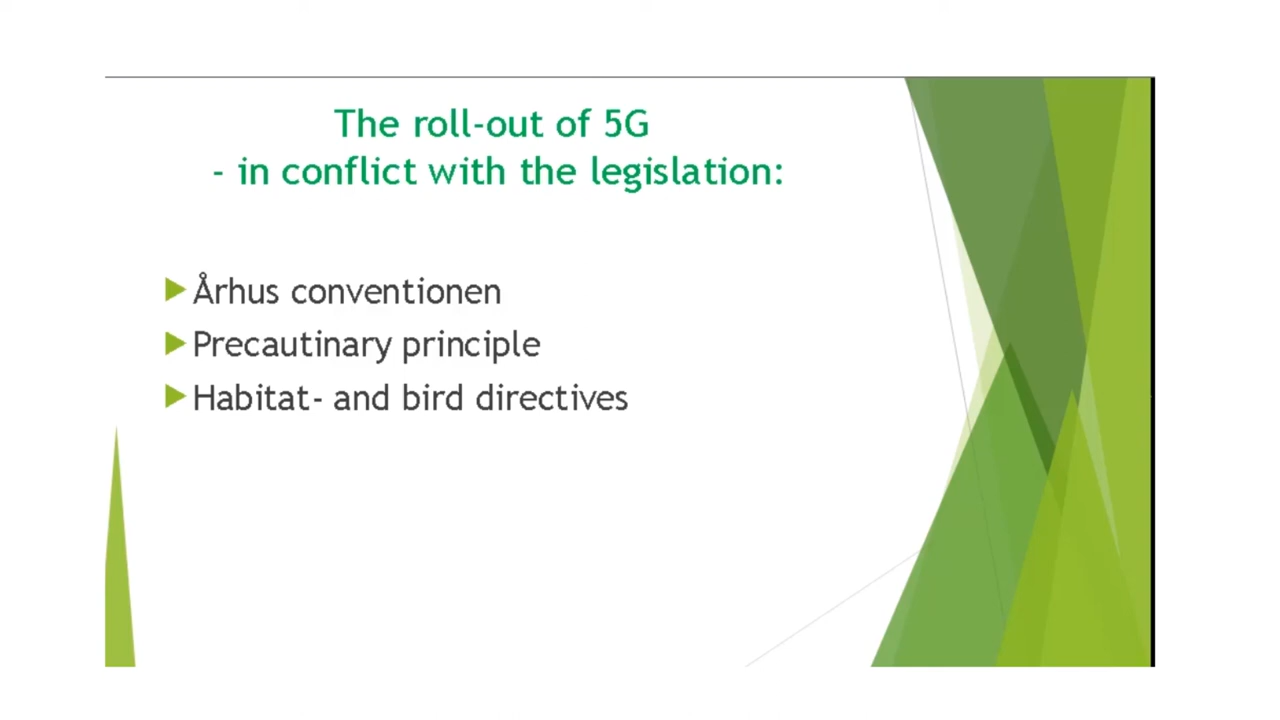 The roll-out of 5G
- in conflict with the legislation:
Århus conventionen
Precautinary principle
Habitat- and bird directives